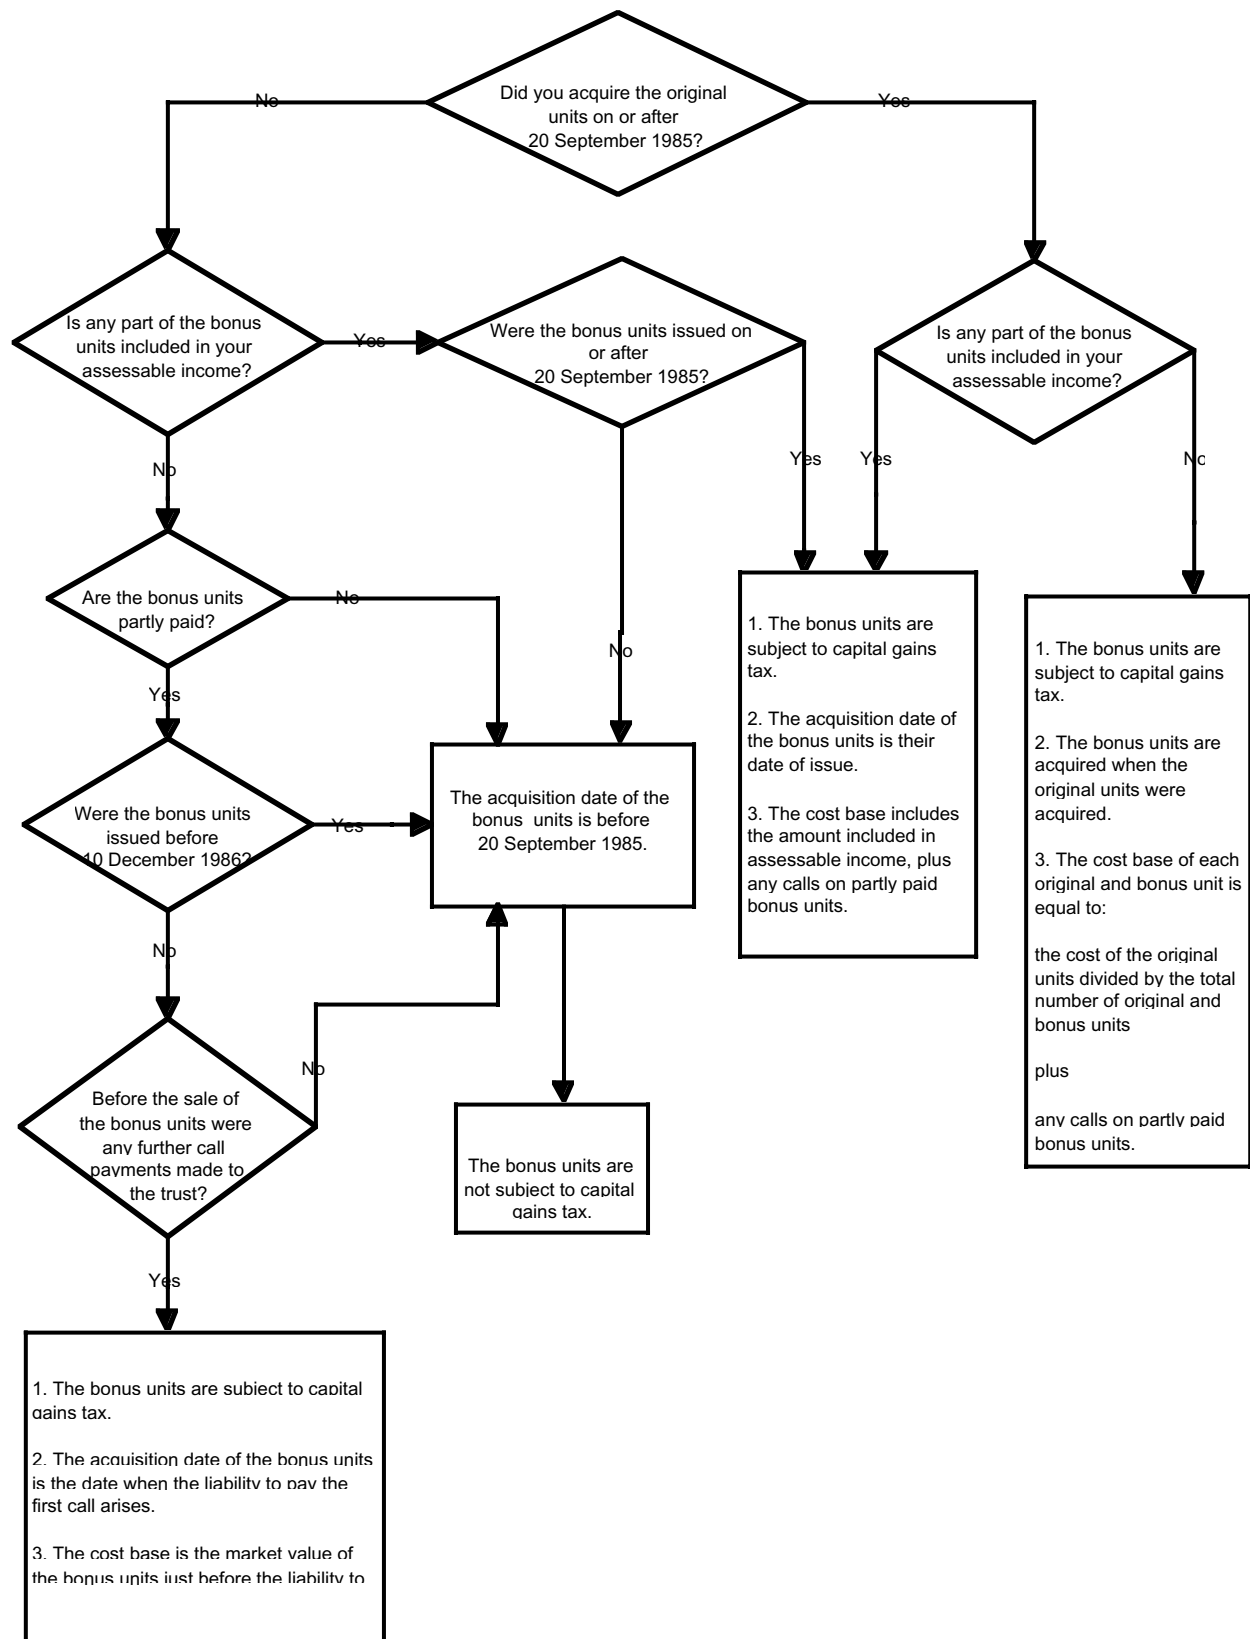 Did you acquire the original
units on or after
20 September 1985?
No
Yes
Is any part of the bonus
units included in your
assessable income?
Yes
Were the bonus units issued on
or after
20 September 1985?
Is any part of the bonus
units included in your
assessable income?
No
Yes
Yes
No
Are the bonus units
partly paid?
No
No
Yes
1. The bonus units are
subject to capital gains
tax.
2. The acquisition date of
the bonus units is their
date of issue.
3. The cost base includes
the amount included in
assessable income, plus
any calls on partly paid
bonus units.
1. The bonus units are
subject to capital gains
tax.
2. The bonus units are
acquired when the
original units were
acquired.
3. The cost base of each
original and bonus unit is
equal to:
the cost of the original
units divided by the total
number of original and
bonus units
plus
any calls on partly paid
bonus units.
Were the bonus units
issued before
10 December 1986?
Yes
The acquisition date of the
bonus units is before
20 September 1985.
No
No
Before the sale of
the bonus units were
any further call
payments made to
the trust?
The bonus units are
not subject to capital
gains tax.
Yes
1. The bonus units are subject to capital
gains tax.
2. The acquisition date of the bonus units
is the date when the liability to pay the
first call arises.
3. The cost base is the market value of
the bonus units just before the liability to